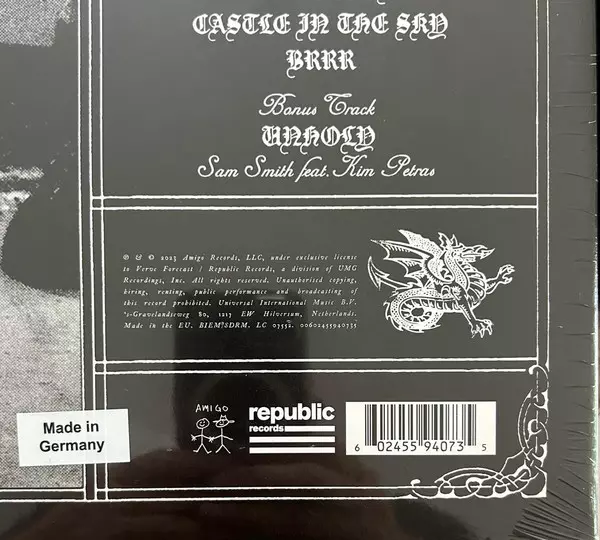 CASTLE IN THE SKY
BRRR
Bonus Track
UNHOLY
Sam Smith feat. Kim Petras
℗ & © 2023 Amigo Records, LLC, under exclusive license
to Verve Forecast / Republic Records, a division of UMG
Recordings, Inc. All rights reserved. Unauthorised copying,
hiring, renting, public performance and broadcasting of
this record prohibited. Universal International Music B.V.
's-Gravelandseweg 80, 1217 EW Hilversum, Netherlands.
Made in the EU. BIEM/SDRM. LC 07552. 00602455940735
AMIGO
republic
records
6 02455 94073 5
Made in
Germany